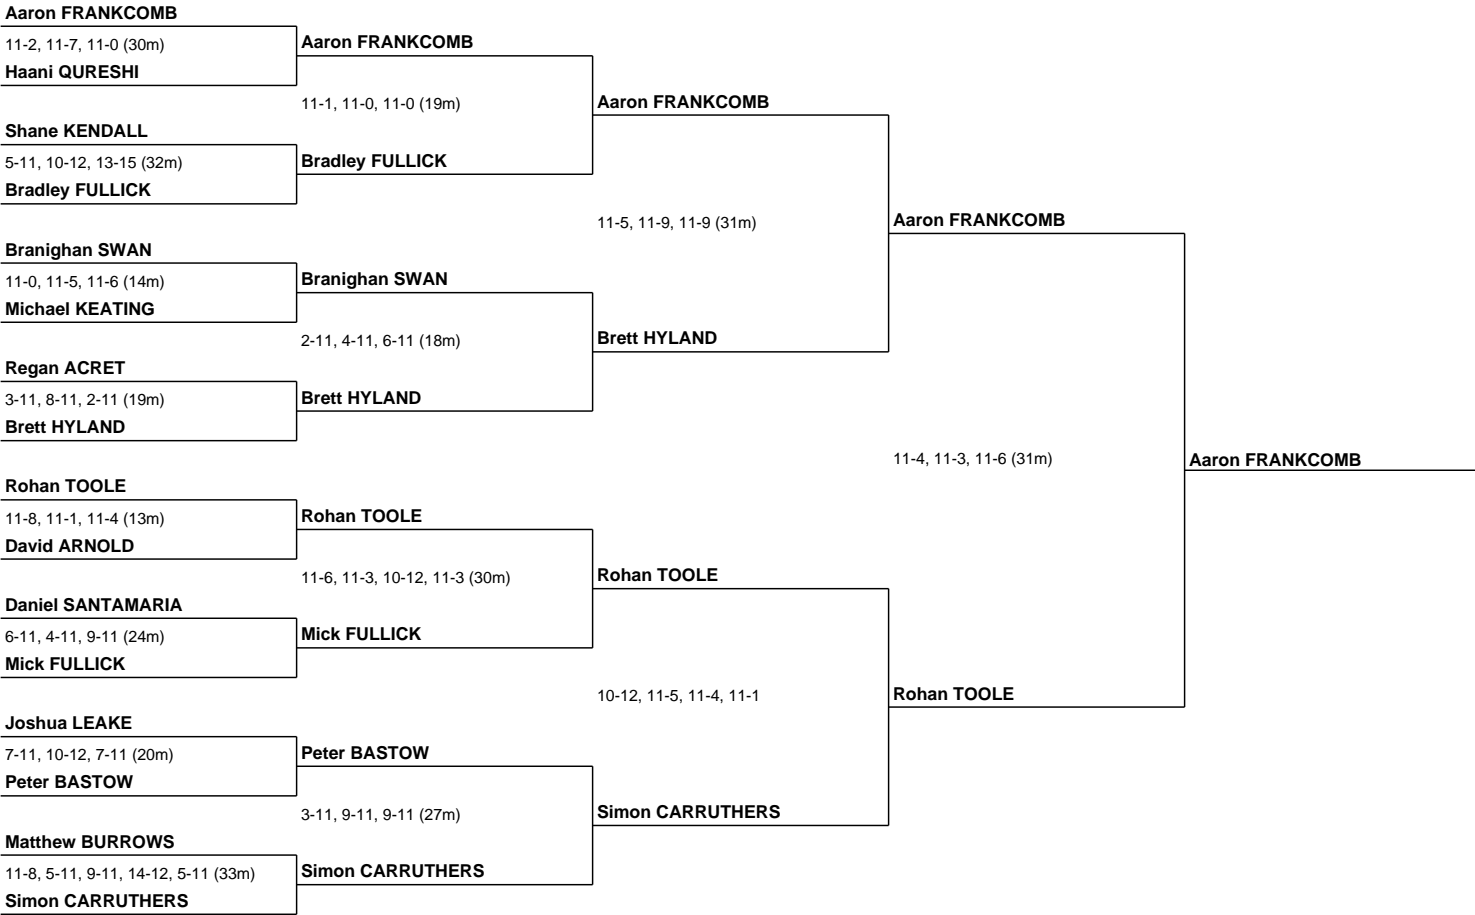 Aaron FRANKCOMB
11-2, 11-7, 11-0 (30m)
Haani QURESHI
Shane KENDALL
5-11, 10-12, 13-15 (32m)
Bradley FULLICK
Branighan SWAN
11-0, 11-5, 11-6 (14m)
Michael KEATING
Regan ACRET
3-11, 8-11, 2-11 (19m)
Brett HYLAND
Rohan TOOLE
11-8, 11-1, 11-4 (13m)
David ARNOLD
Daniel SANTAMARIA
6-11, 4-11, 9-11 (24m)
Mick FULLICK
Joshua LEAKE
7-11, 10-12, 7-11 (20m)
Peter BASTOW
Matthew BURROWS
11-8, 5-11, 9-11, 14-12, 5-11 (33m)
Simon CARRUTHERS
Aaron FRANKCOMB
11-1, 11-0, 11-0 (19m)
Bradley FULLICK
Branighan SWAN
2-11, 4-11, 6-11 (18m)
Brett HYLAND
Rohan TOOLE
11-6, 11-3, 10-12, 11-3 (30m)
Mick FULLICK
Peter BASTOW
3-11, 9-11, 9-11 (27m)
Simon CARRUTHERS
Aaron FRANKCOMB
11-5, 11-9, 11-9 (31m)
Brett HYLAND
Rohan TOOLE
10-12, 11-5, 11-4, 11-1
Simon CARRUTHERS
Aaron FRANKCOMB
11-4, 11-3, 11-6 (31m)
Rohan TOOLE
Aaron FRANKCOMB